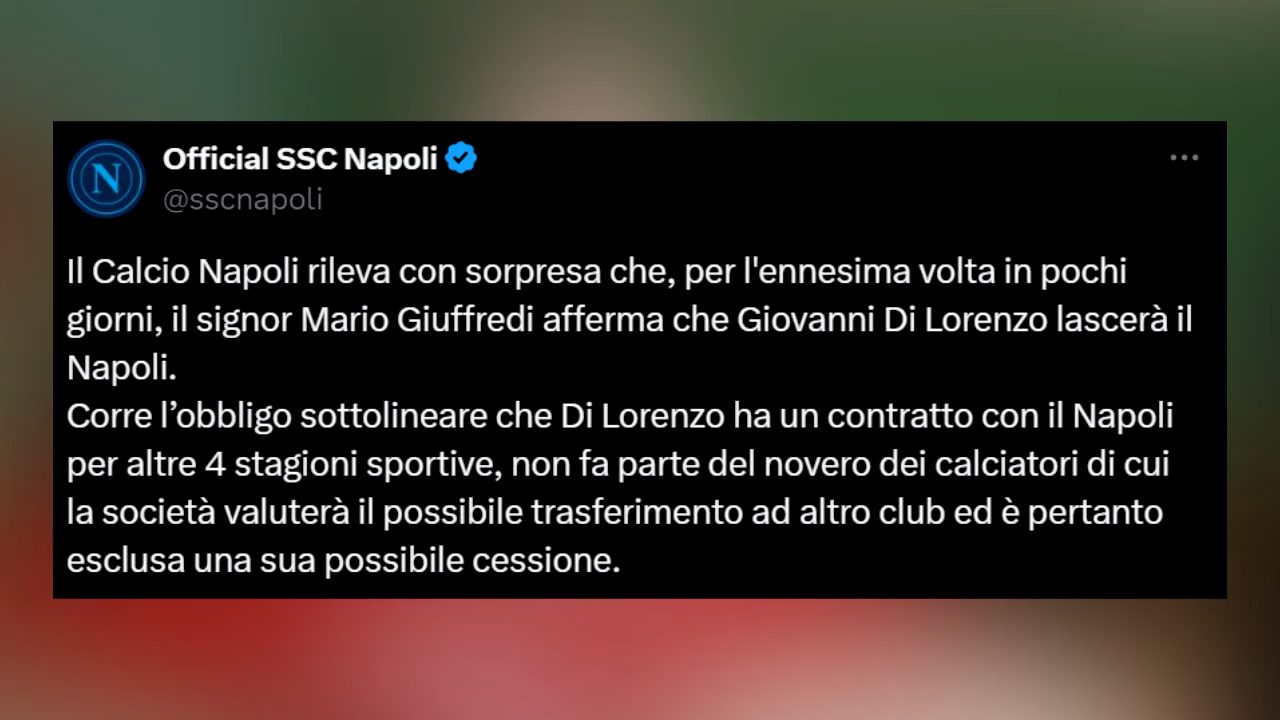 N
Official SSC Napoli
@sscnapoli
Il Calcio Napoli rileva con sorpresa che, per l'ennesima volta in pochi
giorni, il signor Mario Giuffredi afferma che Giovanni Di Lorenzo lascerà il
Napoli.
Corre l’obbligo sottolineare che Di Lorenzo ha un contratto con il Napoli
per altre 4 stagioni sportive, non fa parte del novero dei calciatori di cui
la società valuterà il possibile trasferimento ad altro club ed è pertanto
esclusa una sua possibile cessione.